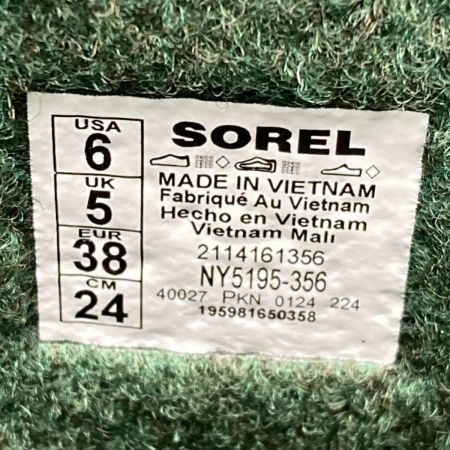 USA
6
UK
5
EUR
38
CM
24
SOREL
MADE IN VIETNAM
Fabriqué Au Vietnam
Hecho en Vietnam
Vietnam Malı
2114161356
NY5195-356
40027 PKN 0124 224
195981650358